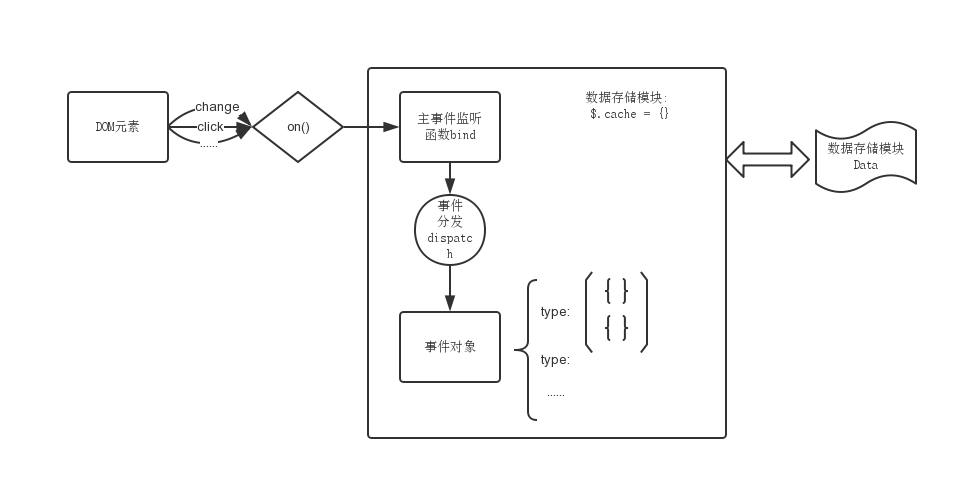 DOM元素
change
click
......
on()
主事件监听
函数bind
事件
分发
dispatc
h
事件对象
数据存储模块:
$.cache = {}
type:
{ }
{ }
type:
......
数据存储模块
Data